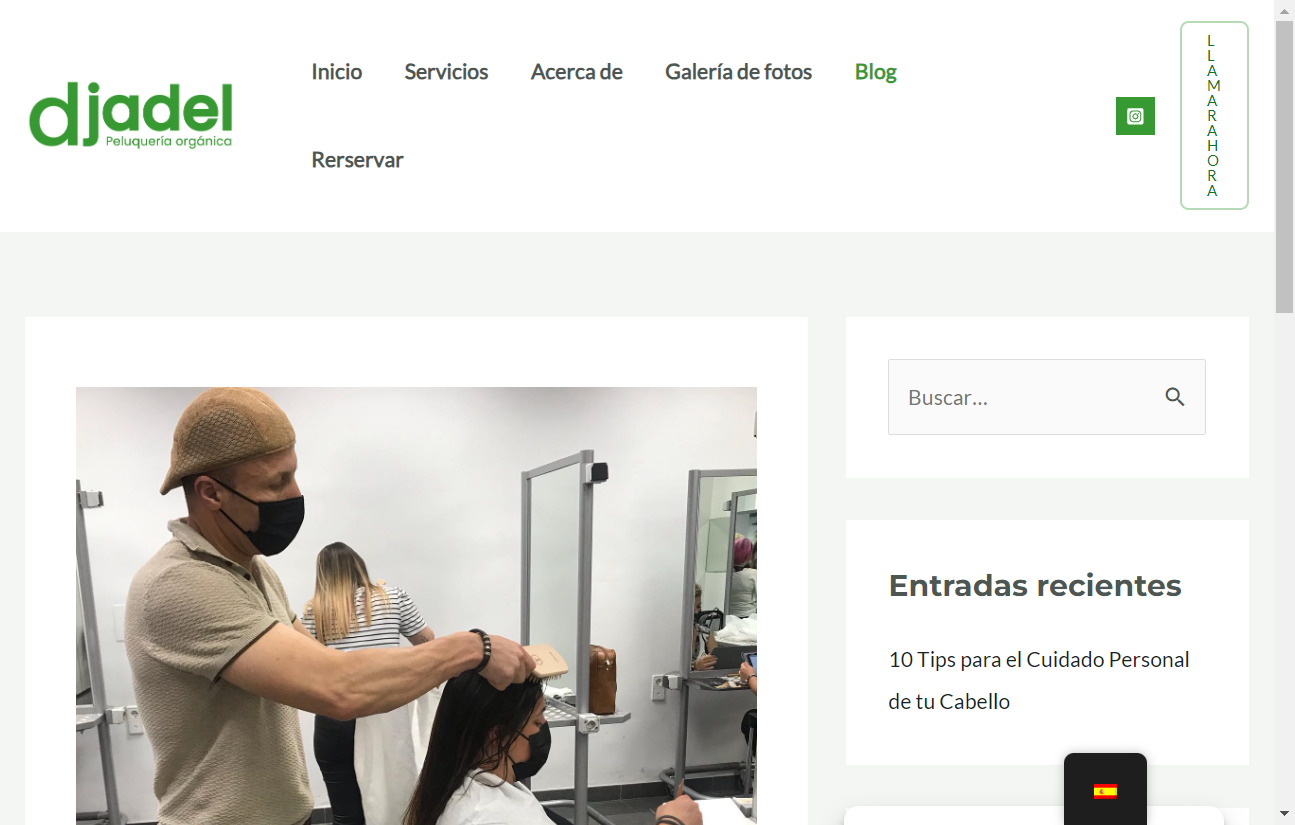 djadel
Peluquería orgánica
Inicio
Servicios
Acerca de
Galería de fotos
Blog
Rerservar
LLAMARAHORA
Buscar...
Entradas recientes
10 Tips para el Cuidado Personal
de tu Cabello